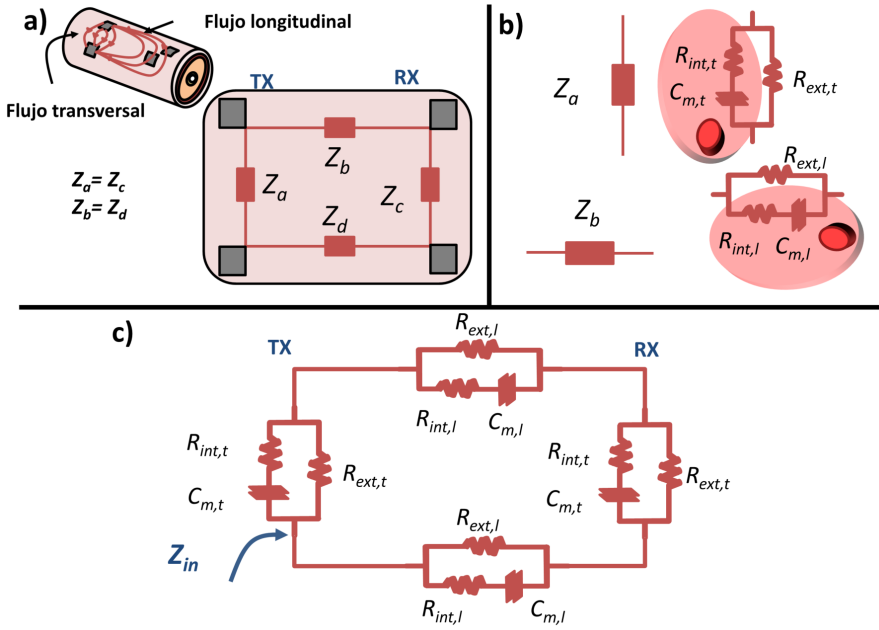 a)
Flujo longitudinal
Flujo transversal
TX
RX
Z_b
Z_a
Z_c
Z_d
Z_a= Z_c
Z_b= Z_d
b)
Z_a
R_int,t
C_m,t
R_ext,t
Z_b
R_ext,l
R_int,l
C_m,l
c)
TX
RX
R_ext,l
R_int,l
C_m,l
R_int,t
C_m,t
R_ext,t
R_int,t
C_m,t
R_ext,t
Z_in
R_ext,l
R_int,l
C_m,l